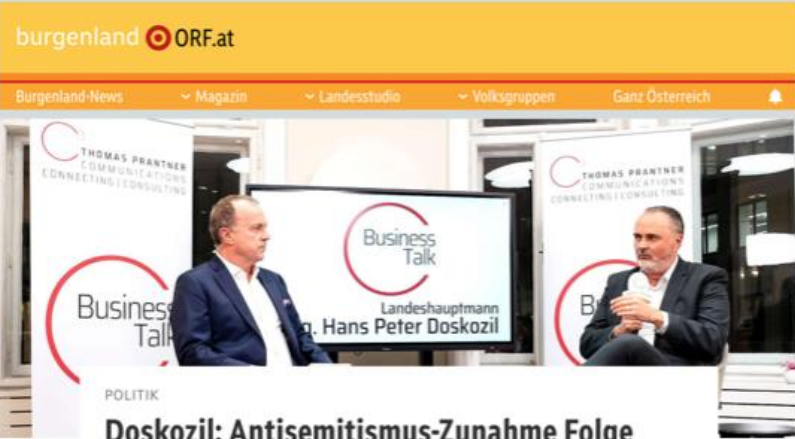 burgenland ORF.at
Burgenland-News Magazin Landesstudio Volksgruppen Ganz Österreich
THOMAS PRANTNER
COMMUNICATIONS
CONNECTING | CONSULTING
Business
Talk
Business
Talk
Landeshauptmann
g. Hans Peter Doskozil
THOMAS PRANTNER
COMMUNICATIONS
CONNECTING | CONSULTING
POLITIK
Doskozil: Antisemitismus-Zunahme Folge